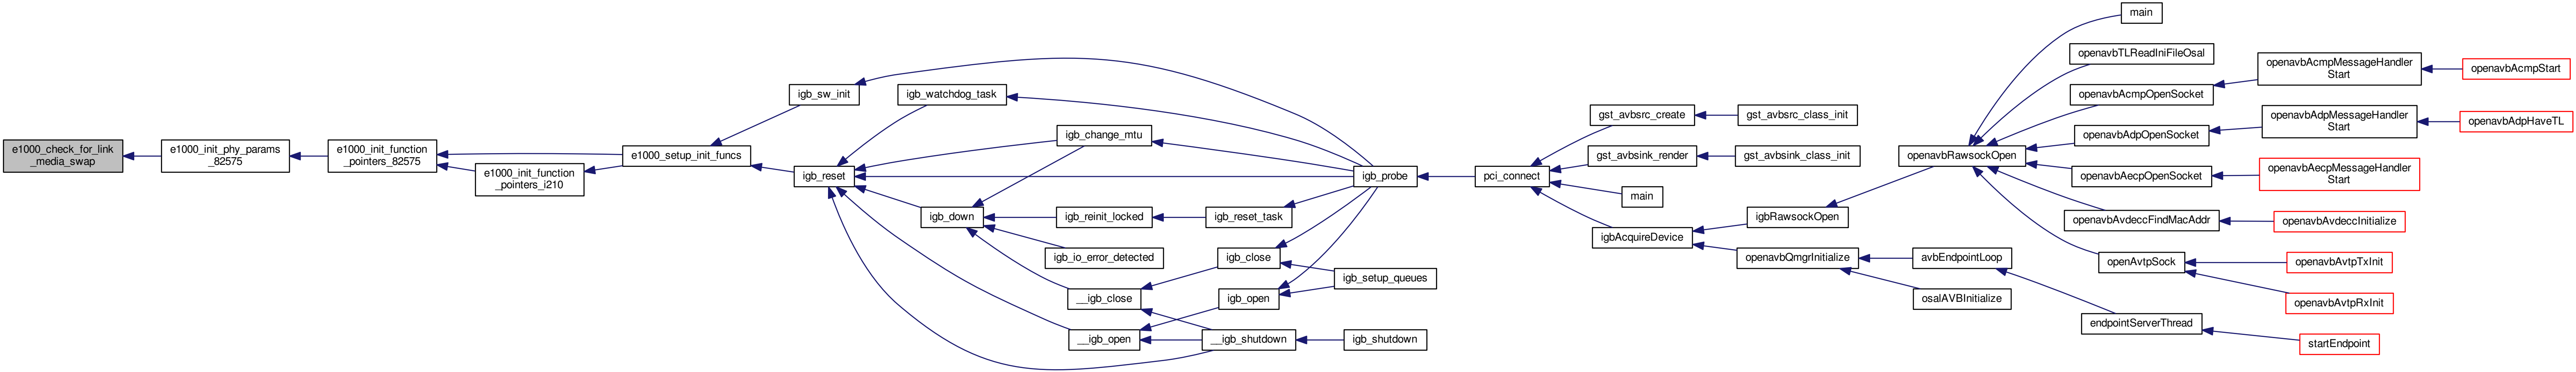 e1000_check_for_link
_media_swap
e1000_init_phy_params
_82575
e1000_init_function
_pointers_82575
e1000_init_function
_pointers_i210
e1000_setup_init_funcs
igb_sw_init
igb_reset
igb_watchdog_task
igb_change_mtu
igb_down
igb_reinit_locked
igb_io_error_detected
__igb_close
__igb_open
igb_reset_task
igb_close
igb_open
__igb_shutdown
igb_probe
igb_setup_queues
igb_shutdown
pci_connect
gst_avbsrc_create
gst_avbsink_render
main
igbAcquireDevice
gst_avbsrc_class_init
gst_avbsink_class_init
igbRawsockOpen
openavbQmgrInitialize
avbEndpointLoop
osalAVBInitialize
openavbRawsockOpen
main
openavbTLReadIniFileOsal
openavbAcmpOpenSocket
openavbAdpOpenSocket
openavbAecpOpenSocket
openavbAvdeccFindMacAddr
openAvtpSock
endpointServerThread
openavbAcmpMessageHandler
Start
openavbAdpMessageHandler
Start
openavbAecpMessageHandler
Start
openavbAvdeccInitialize
openavbAvtpTxInit
openavbAvtpRxInit
startEndpoint
openavbAcmpStart
openavbAdpHaveTL